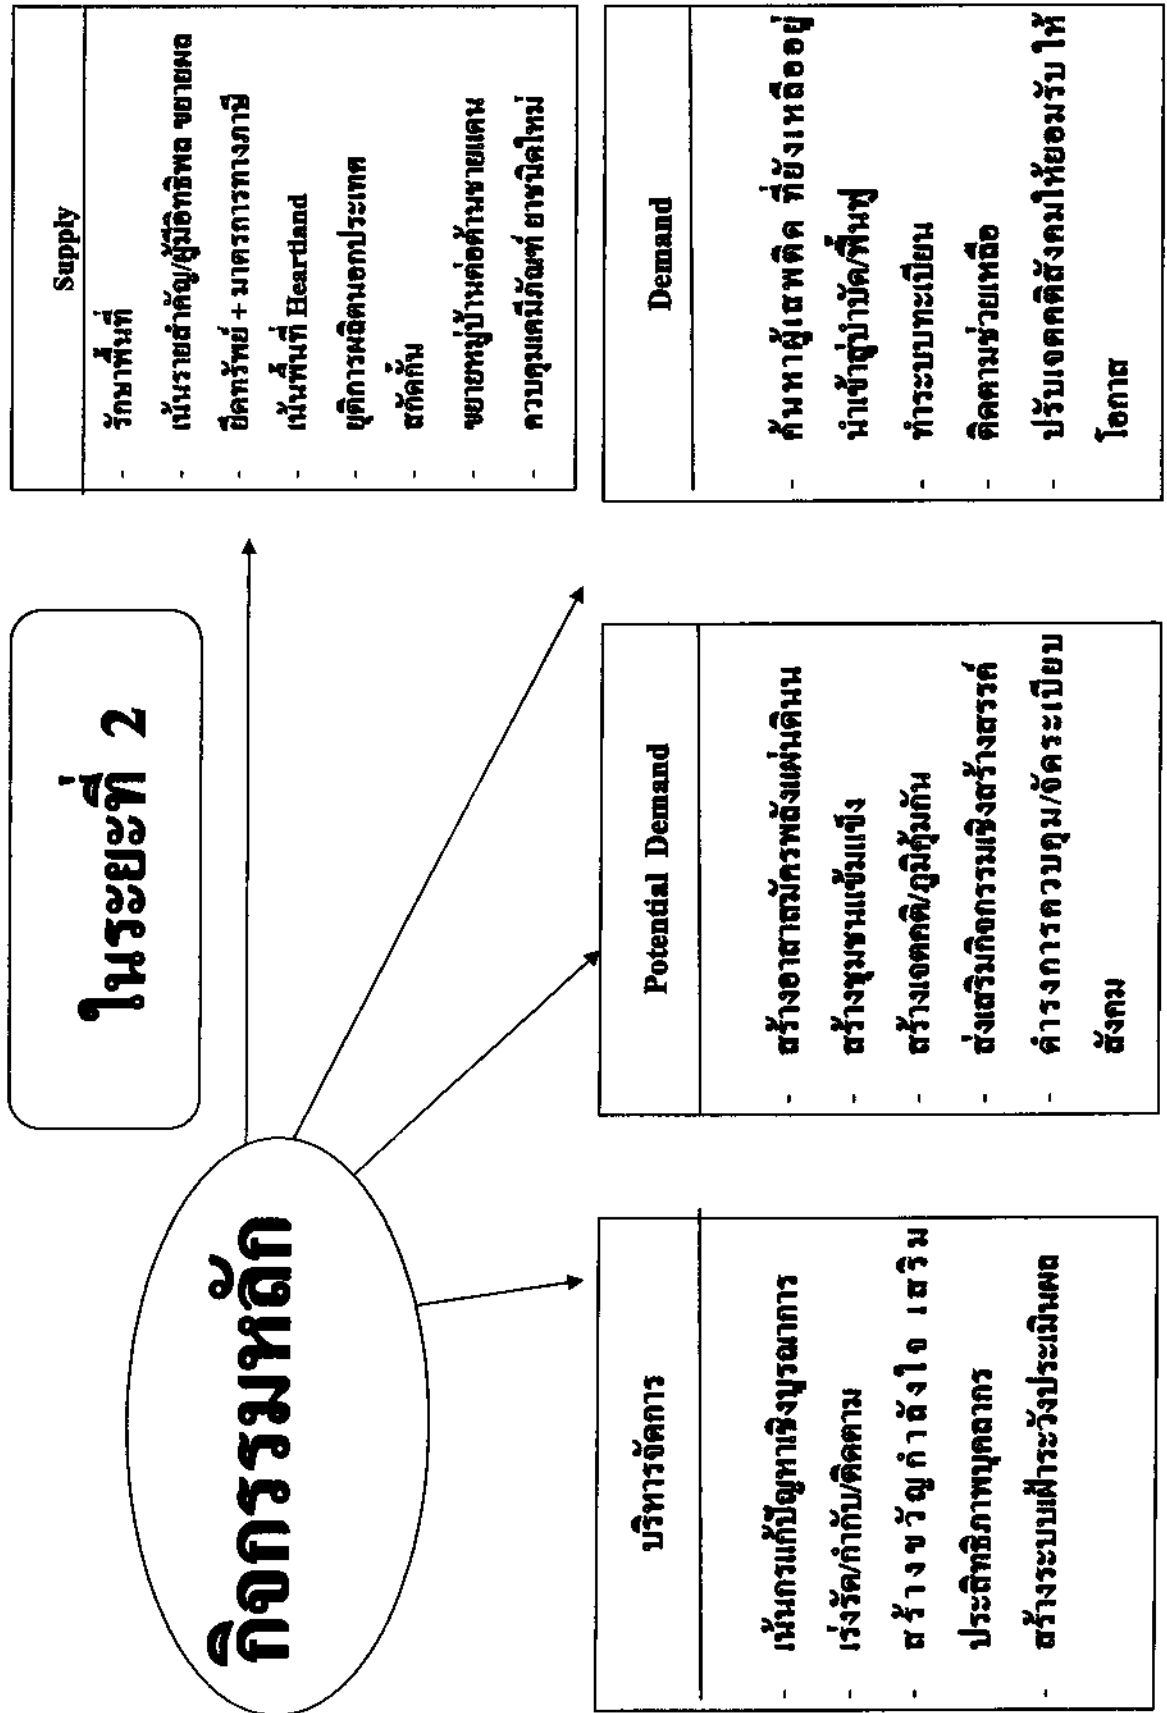 ในระยะที่ 2
กิจกรรมหลัก
Supply
- รักษาพื้นที่
- เน้นรายสำคัญ/ผู้มีอิทธิพล ขยายผล
- ยึดทรัพย์ + มาตรการทางภาษี
- เน้นพื้นที่ Heartland
- ยุติการผลิตนอกประเทศ
สกัดกั้น
- ขยายหมู่บ้านต่อต้านชายแดน
- ควบคุมเคมีภัณฑ์ ยาชนิดใหม่
บริหารจัดการ
- เน้นกรแก้ปัญหาเชิงบูรณาการ
- เร่งรัด/กำกับ/ติดตาม
- สร้างขวัญกำลังใจ เสริม
ประสิทธิภาพบุคลากร
- สร้างระบบเฝ้าระวังประเมินผล
Potential Demand
- สร้างอาสาสมัครพลังแผ่นดินน
- สร้างชุมชนเข้มแข็ง
- สร้างเจตคติ/ภูมิคุ้มกัน
- ส่งเสริมกิจกรรมเชิงสร้างสรรค์
- ดำรงการควบคุม/จัดระเบียบ
สังคม
Demand
- ค้นหาผู้เสพติด ที่ยังเหลืออยู่
นำเข้าสู่บำบัด/ฟื้นฟู
- ทำระบบทะเบียน
- ติดตามช่วยเหลือ
- ปรับเจตคติสังคมให้ยอมรับ ให้
โอกาส